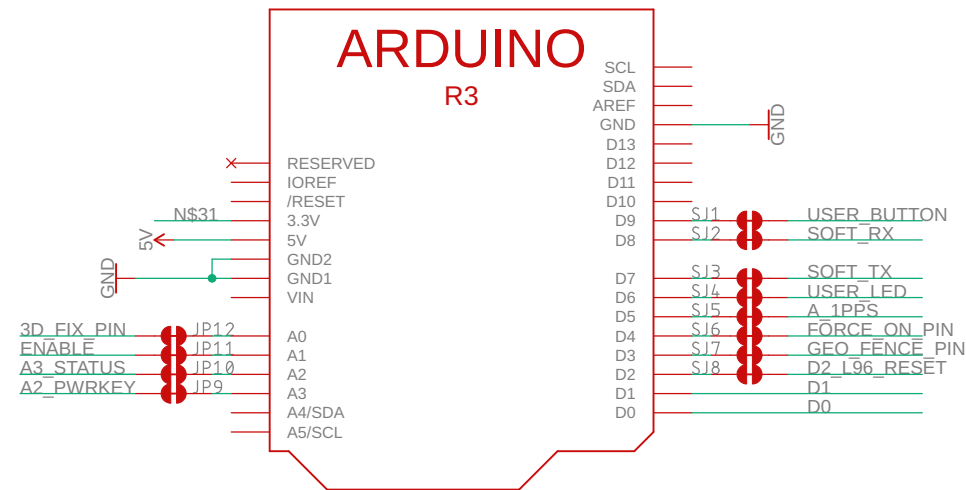 ARDUINO
R3
SCL
SDA
AREF
GND GND
D13
D12
D11
D10
D9 SJ1 USER_BUTTON
D8 SJ2 SOFT_RX
D7 SJ3 SOFT_TX
D6 SJ4 USER_LED
D5 SJ5 A_1PPS
D4 SJ6 FORCE_ON_PIN
D3 SJ7 GEO_FENCE_PIN
D2 SJ8 D2_L96_RESET
D1 D1
D0 D0
RESERVED
IOREF
/RESET
N$31 3.3V
5V 5V
GND2
GND GND1
VIN
3D_FIX_PIN JP12 A0
ENABLE JP11 A1
A3_STATUS JP10 A2
A2_PWRKEY JP9 A3
A4/SDA
A5/SCL